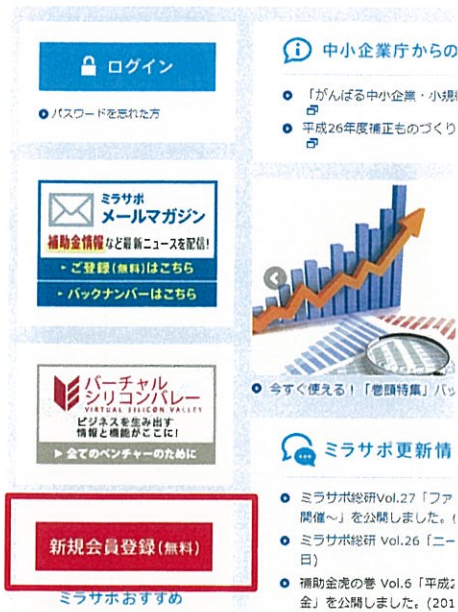 ログイン
パスワードを忘れた方
ミラサポ
メールマガジン
補助金情報など最新ニュースを配信!
・ご登録(無料)はこちら
・バックナンバーはこちら
バーチャル
シリコンバレー
VIRTUAL SILICON VALLEY
ビジネスを生み出す
情報と機能がここに!
▶ 全てのベンチャーのために
新規会員登録(無料)
ミラサポおすすめ
中小企業庁からの
「がんばる中小企業・小規
平成26年度補正ものづくり
今すぐ使える!「巻頭特集」バッ
ミラサポ更新情
ミラサポ総研Vol.27「ファ
開催~」を公開しました。(
ミラサポ総研 Vol.26「ニー
日)
補助金虎の巻 Vol.6「平成2
金」を公開しました。(201